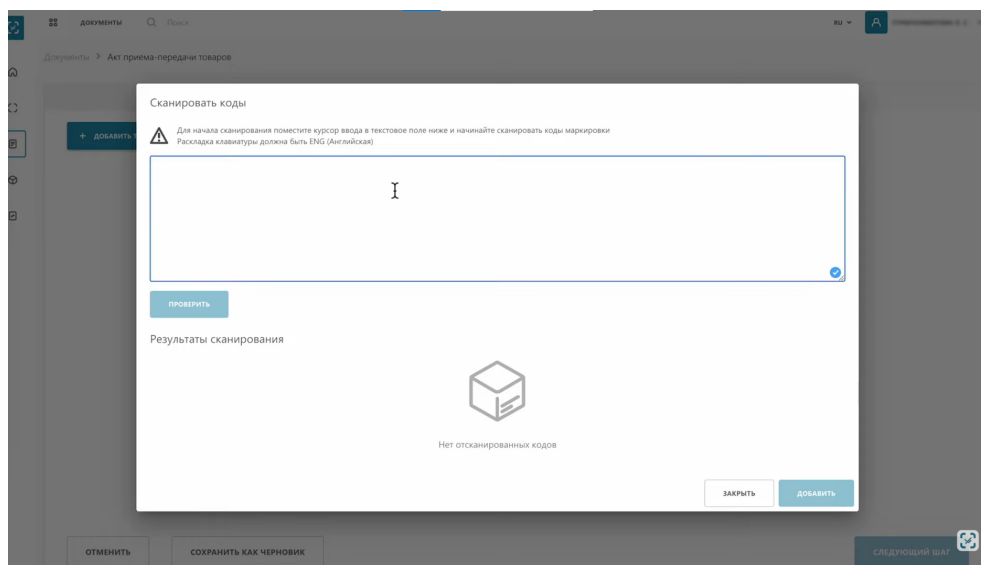 ДОКУМЕНТЫ
Поиск
RU
Документы > Акт приема-передачи товаров
+ ДОБАВИТЬ
Сканировать коды
Для начала сканирования поместите курсор ввода в текстовое поле ниже и начинайте сканировать коды маркировки
Раскладка клавиатуры должна быть ENG (Английская)
ПРОВЕРИТЬ
Результаты сканирования
Нет отсканированных кодов
ЗАКРЫТЬ
ДОБАВИТЬ
ОТМЕНИТЬ
СОХРАНИТЬ КАК ЧЕРНОВИК
СЛЕДУЮЩИЙ ШАГ